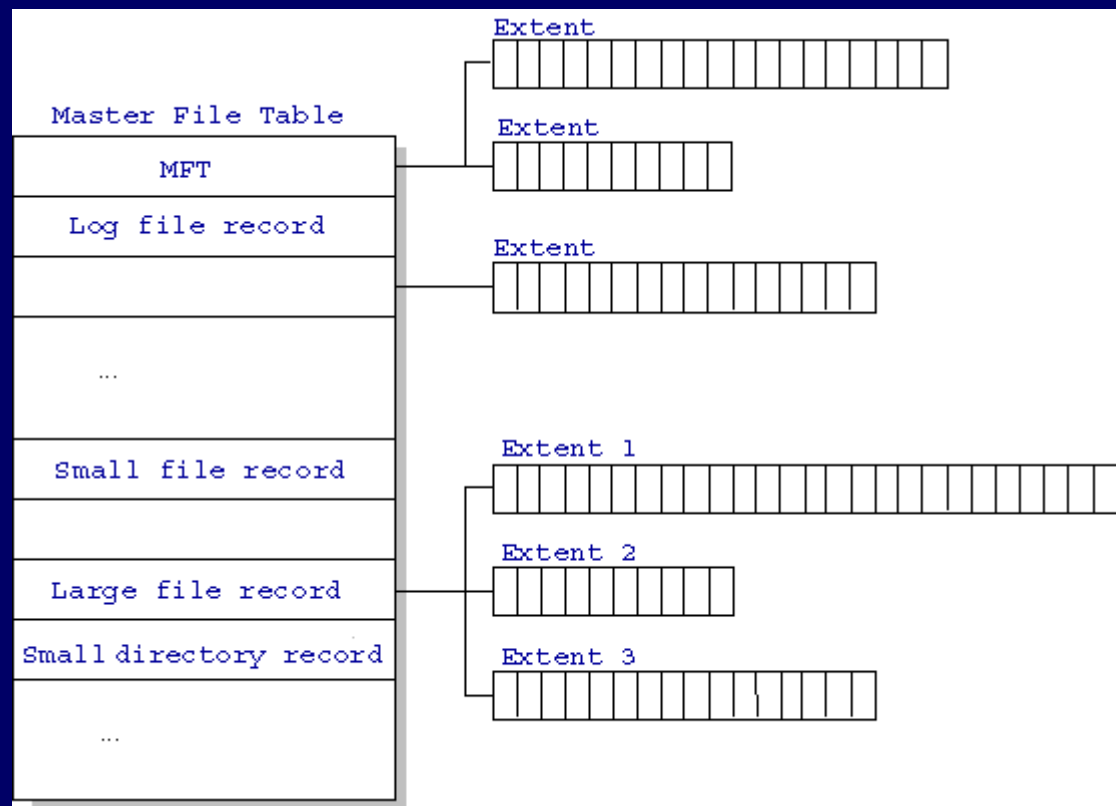 Master File Table
MFT
Log file record
...
Small file record
Large file record
Small directory record
...
Extent
Extent
Extent
Extent 1
Extent 2
Extent 3